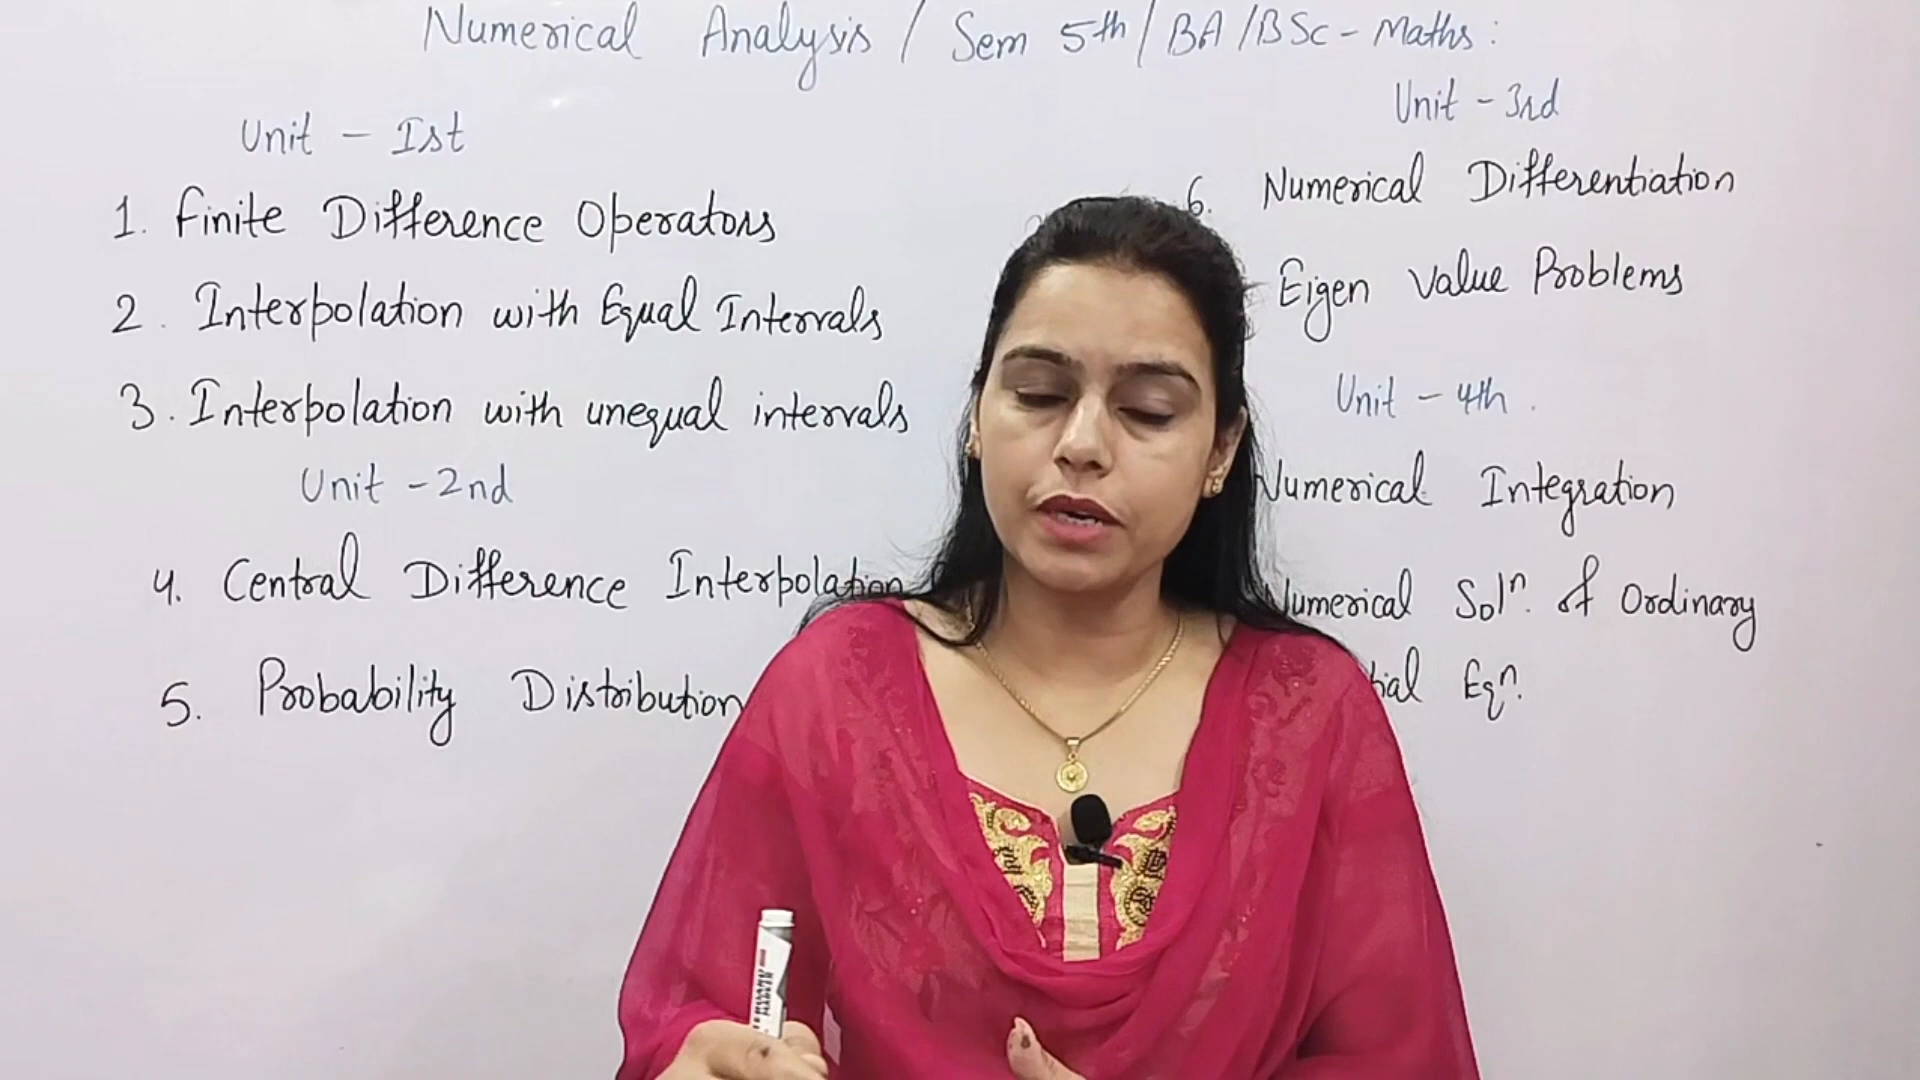 Numerical Analysis / Sem 5th / BA / BSc - Maths :
Unit - Ist
1. Finite Difference Operators
2. Interpolation with Equal Intervals
3. Interpolation with unequal intervals
Unit - 2nd
4. Central Difference Interpolation
5. Probability Distribution
Unit - 3rd
6. Numerical Differentiation
Eigen Value Problems
Unit - 4th.
Numerical Integration
Numerical Solⁿ. of Ordinary
Eqⁿ.
MARKER